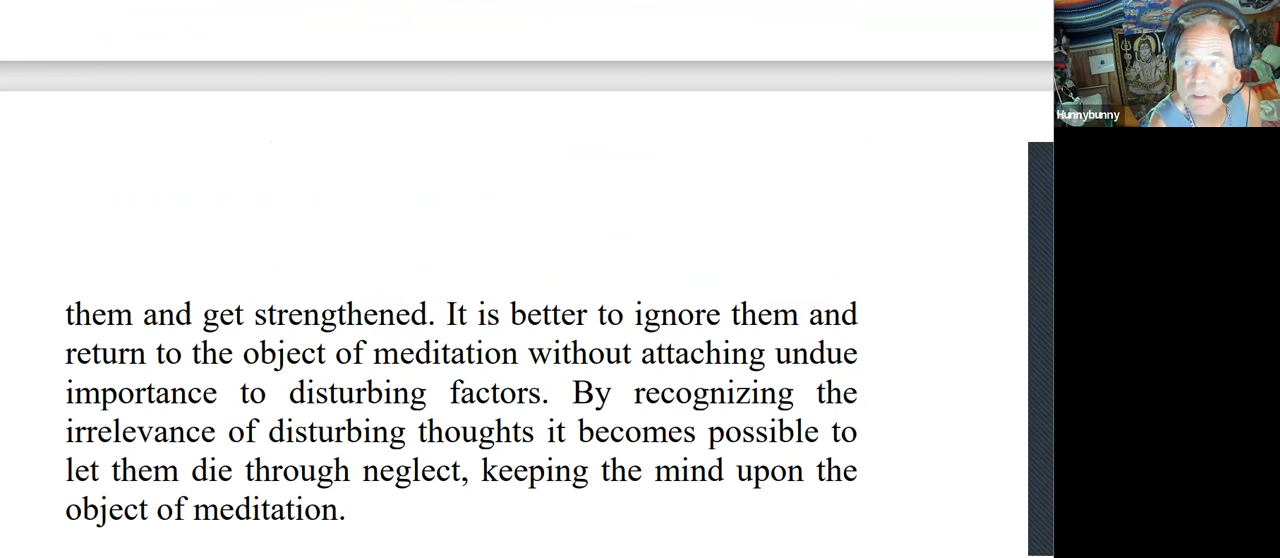 Hunnybunny
them and get strengthened. It is better to ignore them and
return to the object of meditation without attaching undue
importance to disturbing factors. By recognizing the
irrelevance of disturbing thoughts it becomes possible to
let them die through neglect, keeping the mind upon the
object of meditation.